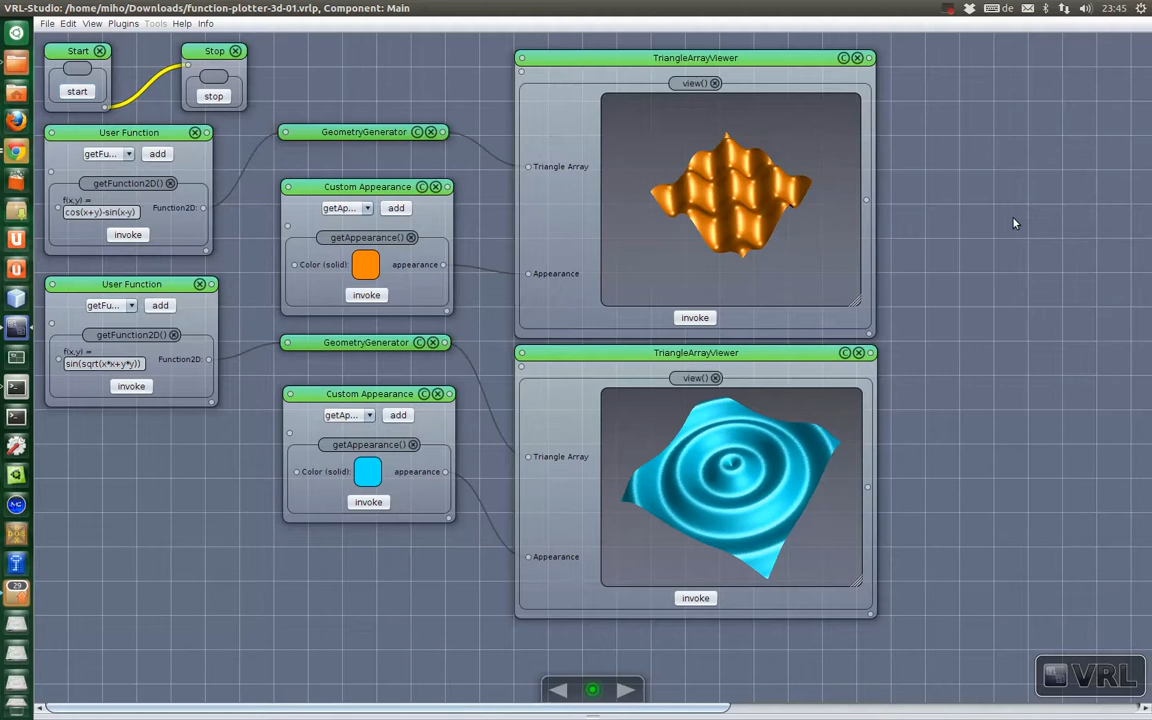 VRL-Studio: /home/miho/Downloads/function-plotter-3d-01.vrlp, Component: Main
de
23:45
File Edit View Plugins Tools Help Info
Start
start
Stop
stop
User Function
getFu...
add
getFunction2D()
f(x,y) =
cos(x+y)-sin(x-y)
Function2D:
invoke
GeometryGenerator
Custom Appearance
getAp...
add
getAppearance()
Color (solid):
appearance:
invoke
TriangleArrayViewer
view()
Triangle Array
Appearance
invoke
User Function
getFu...
add
getFunction2D()
f(x,y) =
sin(sqrt(x*x+y*y))
Function2D:
invoke
GeometryGenerator
Custom Appearance
getAp...
add
getAppearance()
Color (solid):
appearance:
invoke
TriangleArrayViewer
view()
Triangle Array
Appearance
invoke
29
VRL